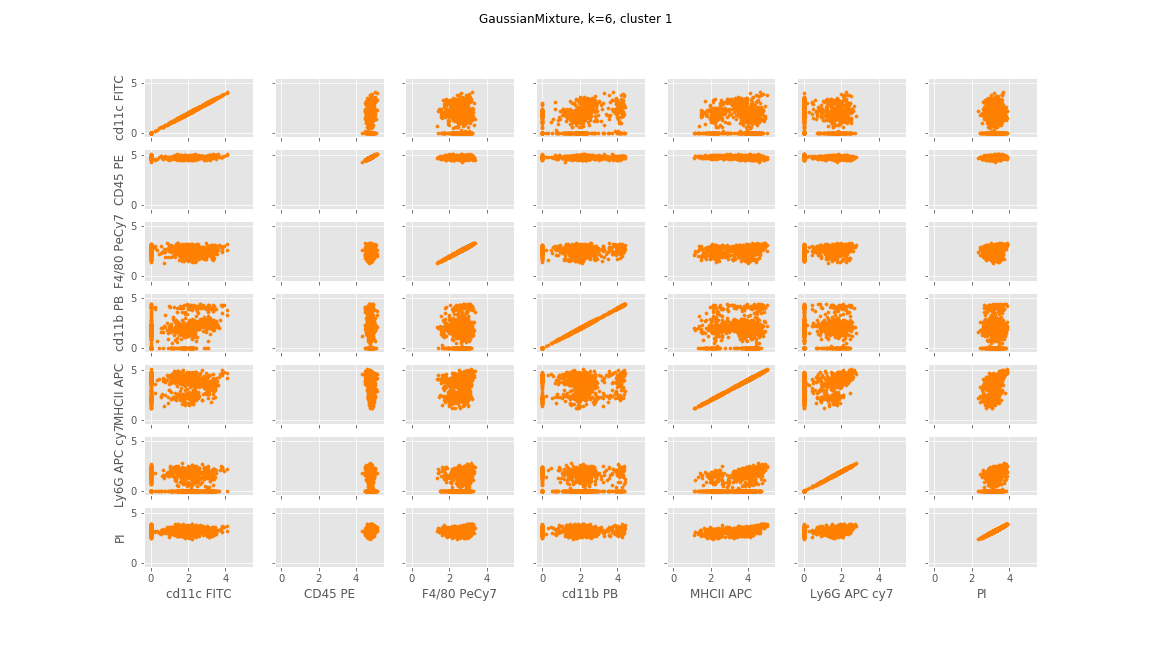 GaussianMixture, k=6, cluster 1
cd11c FITC
5
0
CD45 PE
5
0
F4/80 PeCy7
5
0
cd11b PB
5
0
MHCII APC
5
0
Ly6G APC cy7
5
0
PI
5
0
0 2 4 0 2 4 0 2 4 0 2 4 0 2 4 0 2 4 0 2 4
cd11c FITC CD45 PE F4/80 PeCy7 cd11b PB MHCII APC Ly6G APC cy7 PI